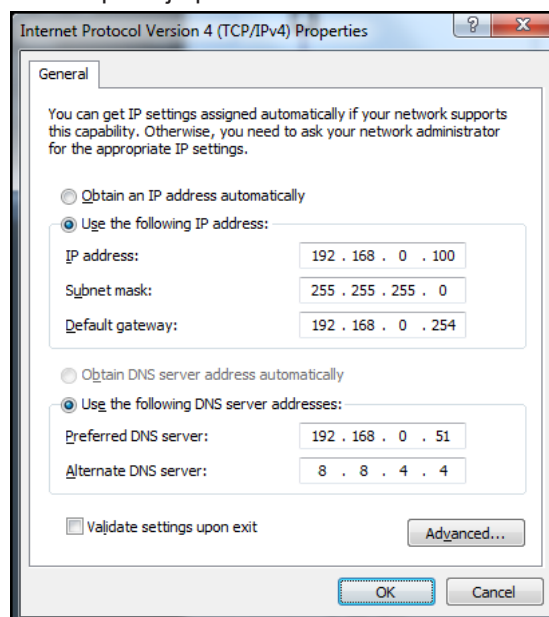 Internet Protocol Version 4 (TCP/IPv4) Properties
General
You can get IP settings assigned automatically if your network supports
this capability. Otherwise, you need to ask your network administrator
for the appropriate IP settings.
Obtain an IP address automatically
Use the following IP address:
IP address: 192 . 168 . 0 . 100
Subnet mask: 255 . 255 . 255 . 0
Default gateway: 192 . 168 . 0 . 254
Obtain DNS server address automatically
Use the following DNS server addresses:
Preferred DNS server: 192 . 168 . 0 . 51
Alternate DNS server: 8 . 8 . 4 . 4
Validate settings upon exit
Advanced...
OK Cancel